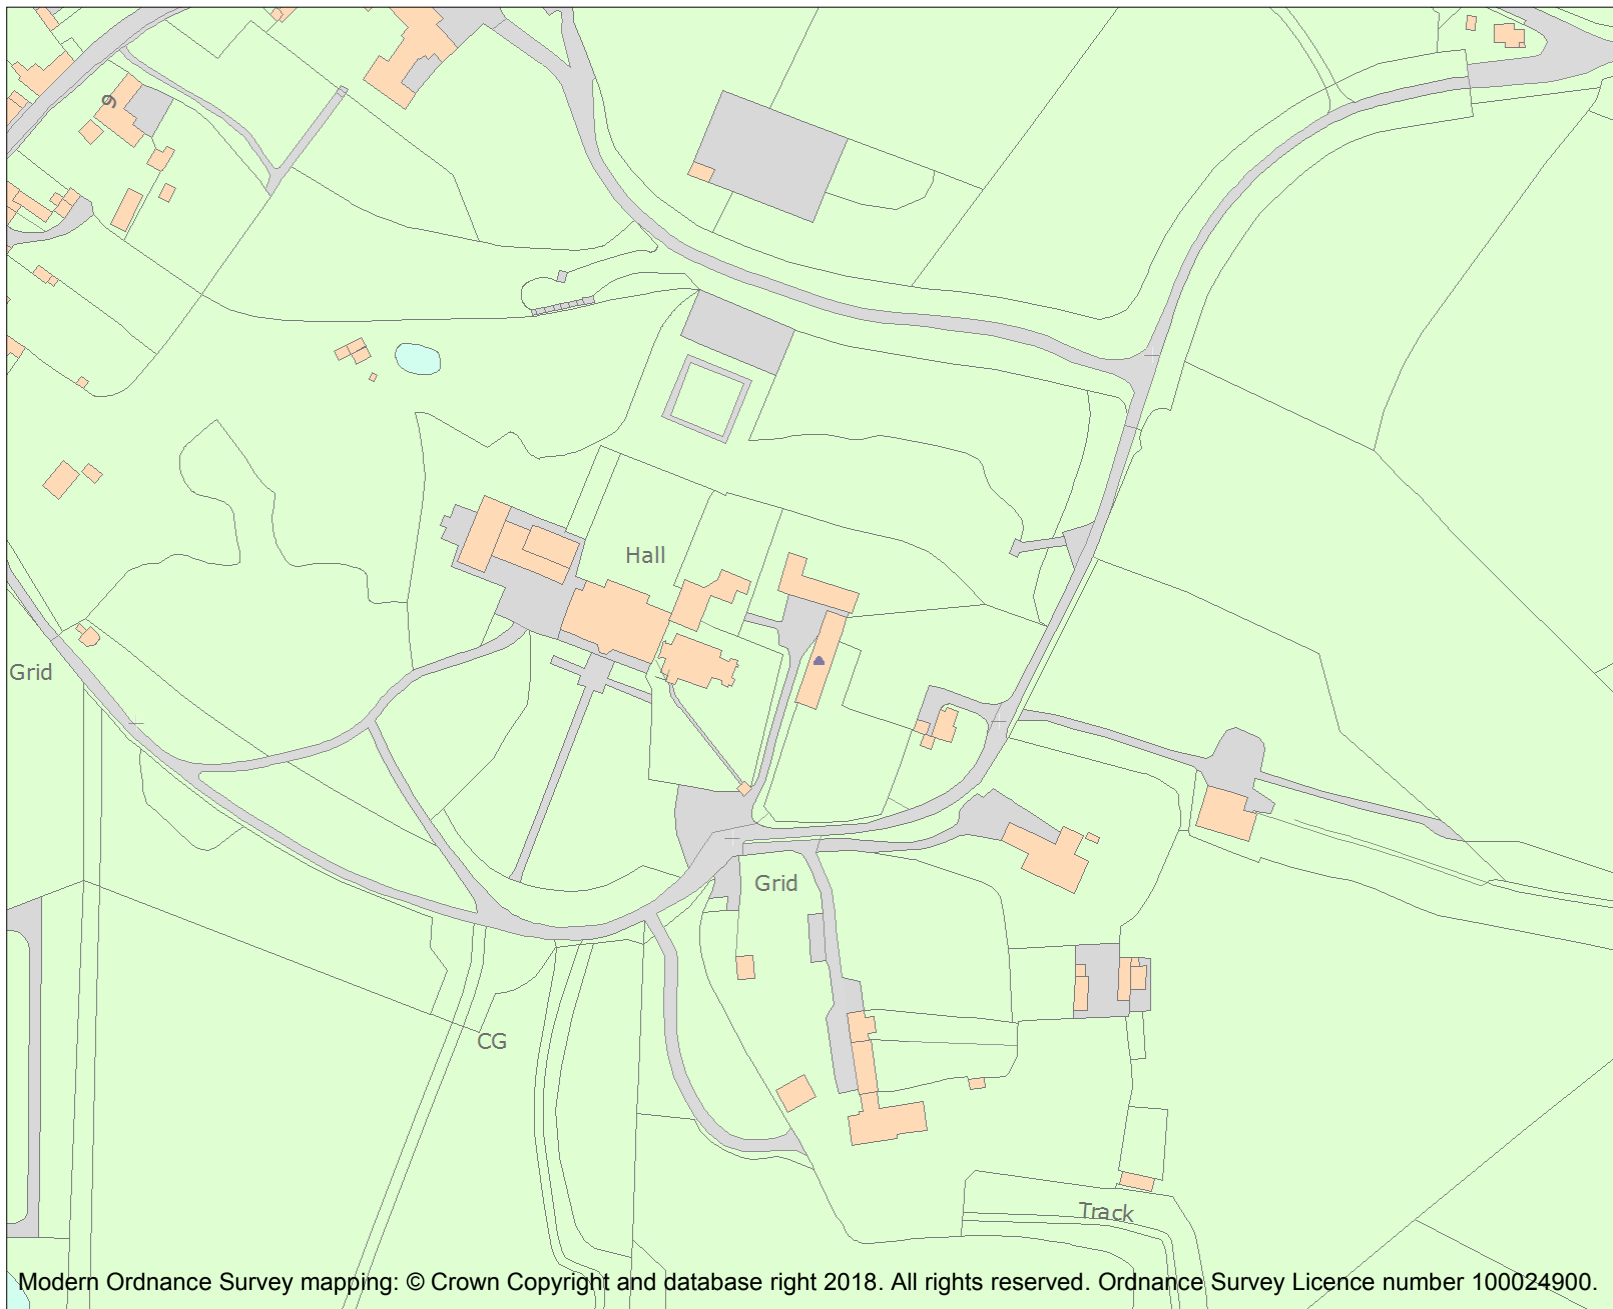 9
Hall
Grid
Grid
CG
Track
Modern Ordnance Survey mapping: © Crown Copyright and database right 2018. All rights reserved. Ordnance Survey Licence number 100024900.